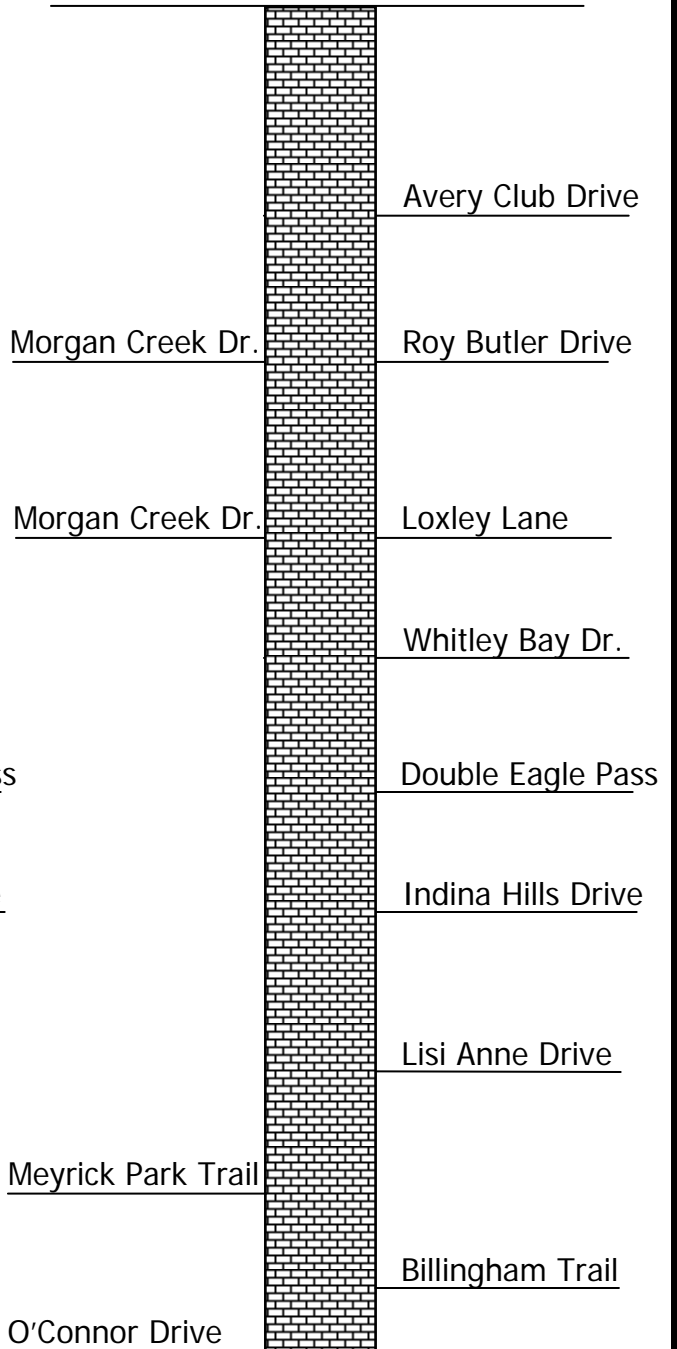 Avery Club Drive
Morgan Creek Dr.
Roy Butler Drive
Morgan Creek Dr.
Loxley Lane
Whitley Bay Dr.
Double Eagle Pass
Indina Hills Drive
Lisi Anne Drive
Meyrick Park Trail
Billingham Trail
O'Connor Drive